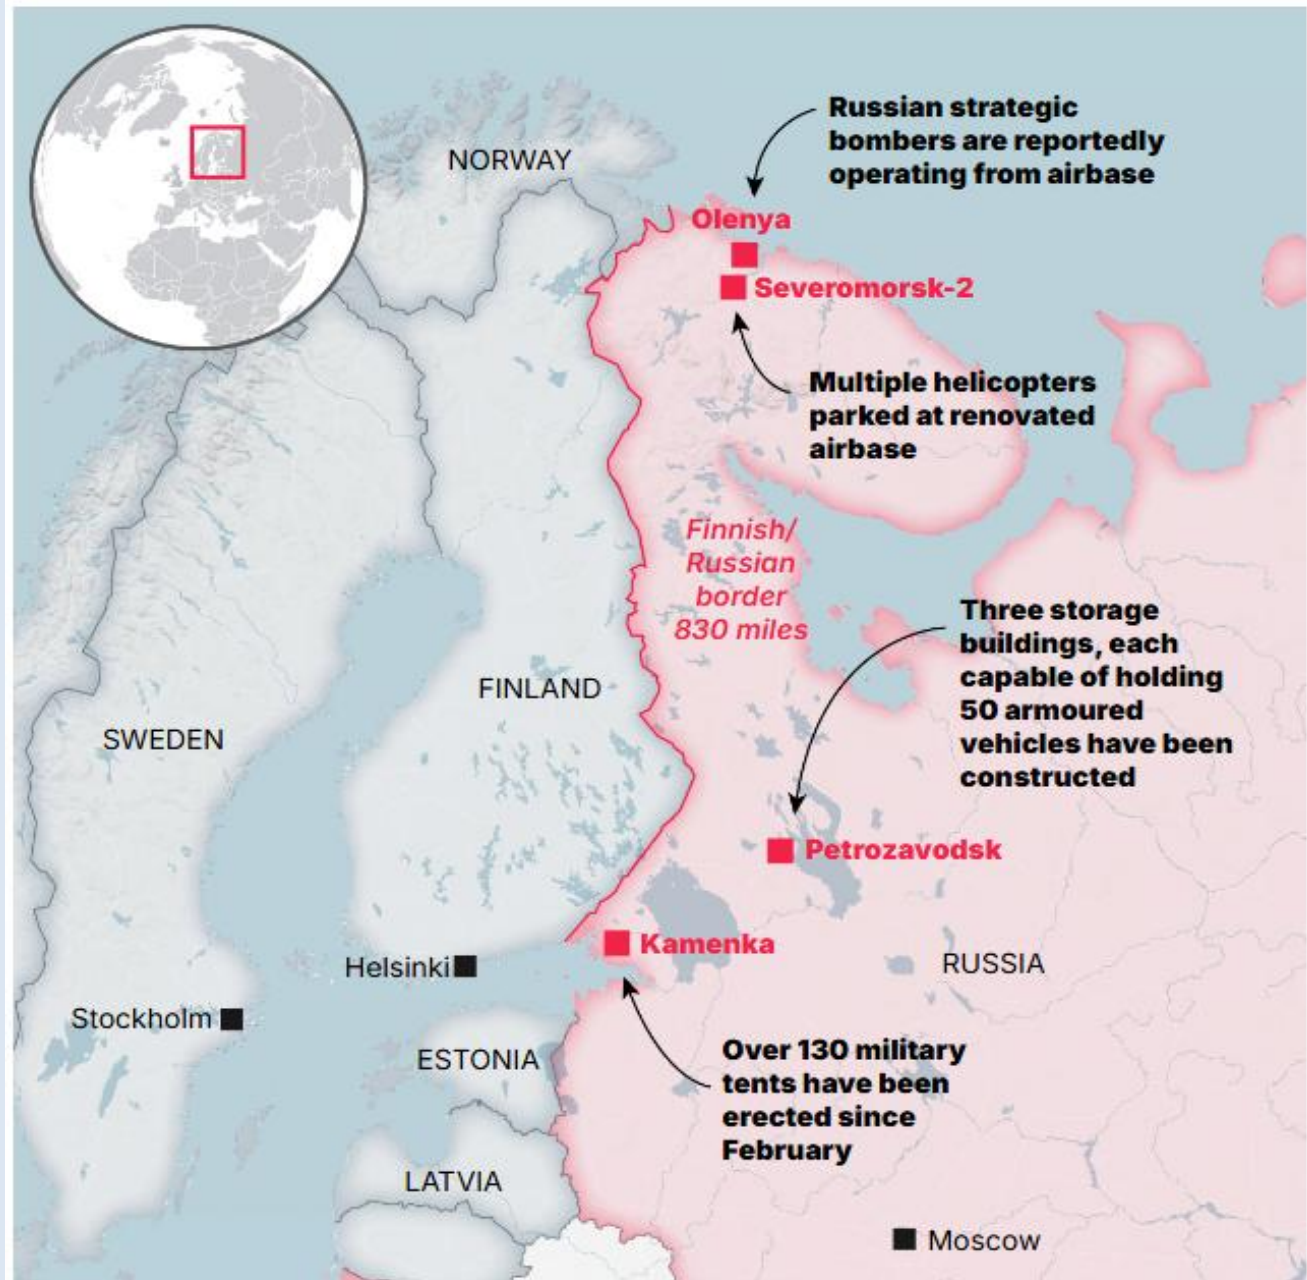 Russian strategic
bombers are reportedly
operating from airbase
NORWAY
Olenya
Severomorsk-2
Multiple helicopters
parked at renovated
airbase
Finnish/
Russian
border
830 miles
Three storage
buildings, each
capable of holding
50 armoured
vehicles have been
constructed
FINLAND
SWEDEN
Petrozavodsk
Kamenka
Helsinki
RUSSIA
Stockholm
ESTONIA
Over 130 military
tents have been
erected since
February
LATVIA
Moscow